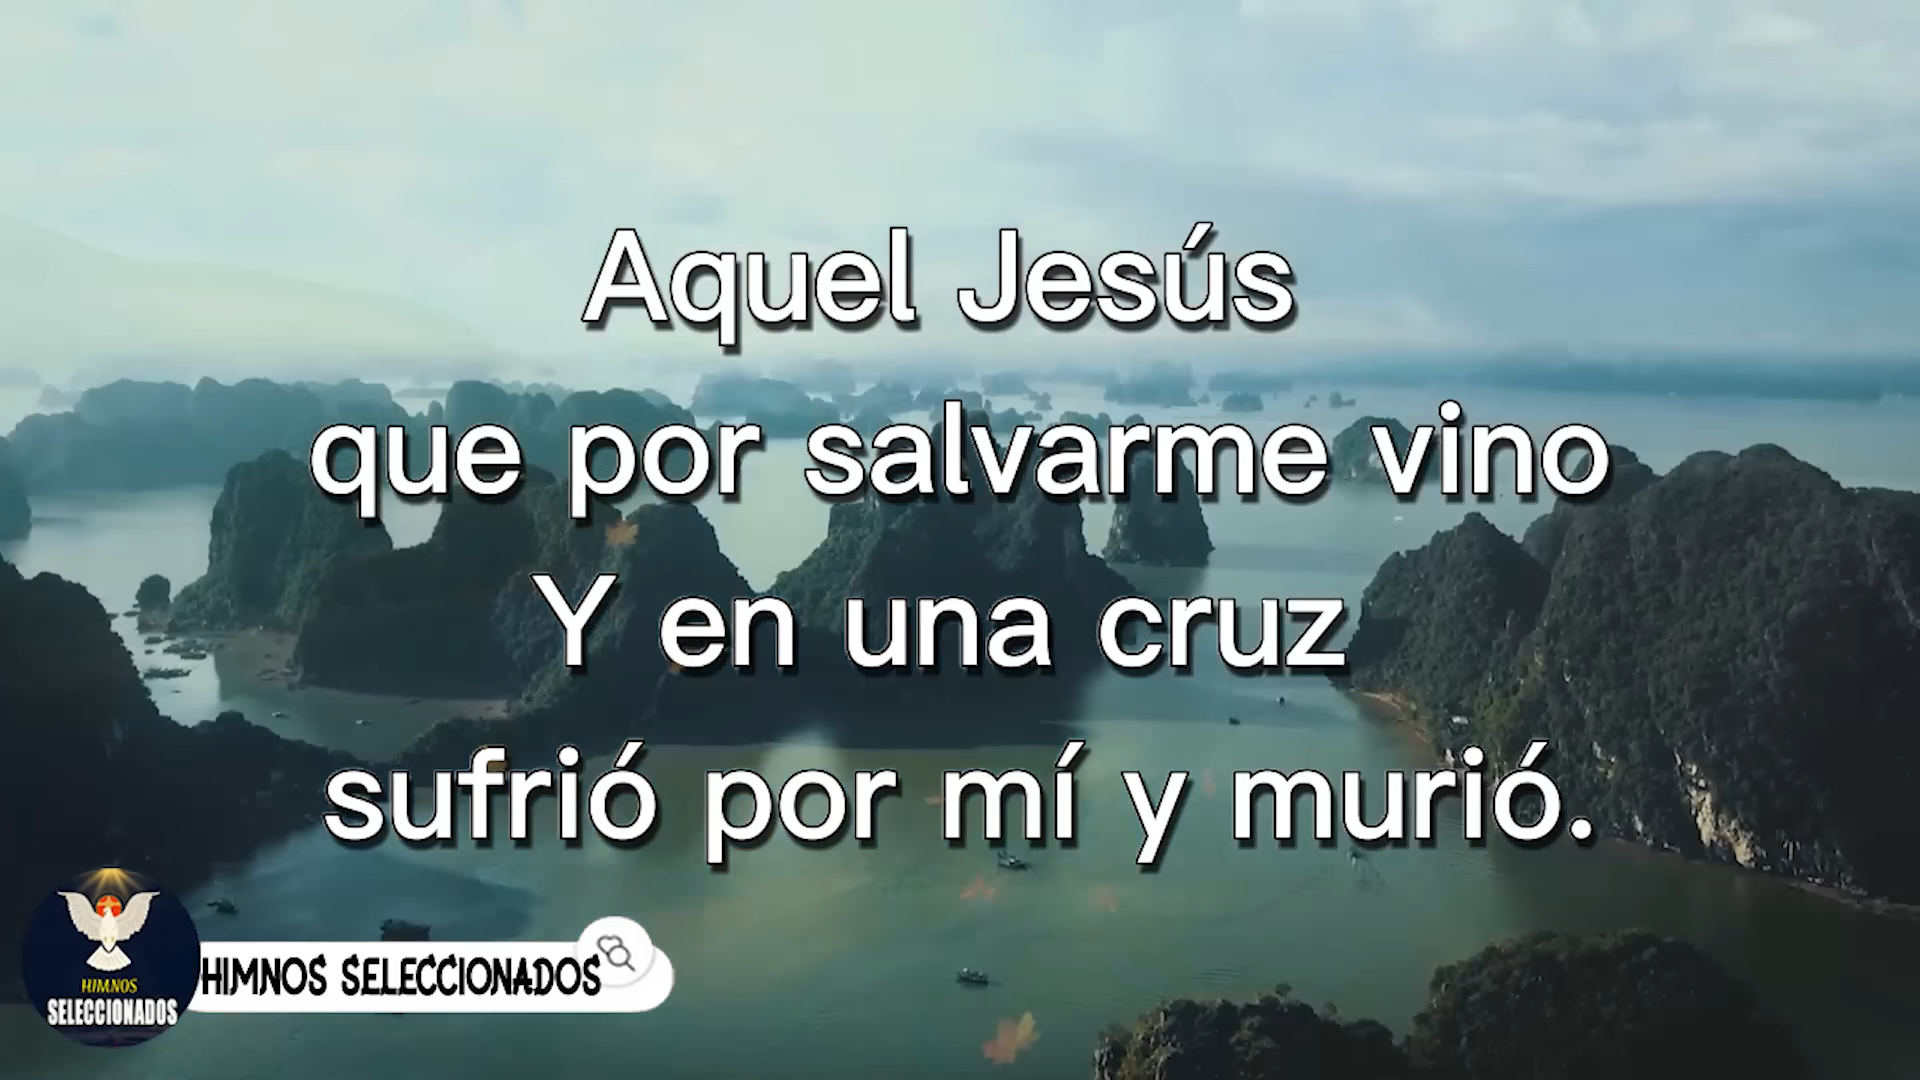 Aquel Jesús
que por salvarme vino
Y en una cruz
sufrió por mí y murió.
HIMNOS
SELECCIONADOS
HIMNOS SELECCIONADOS